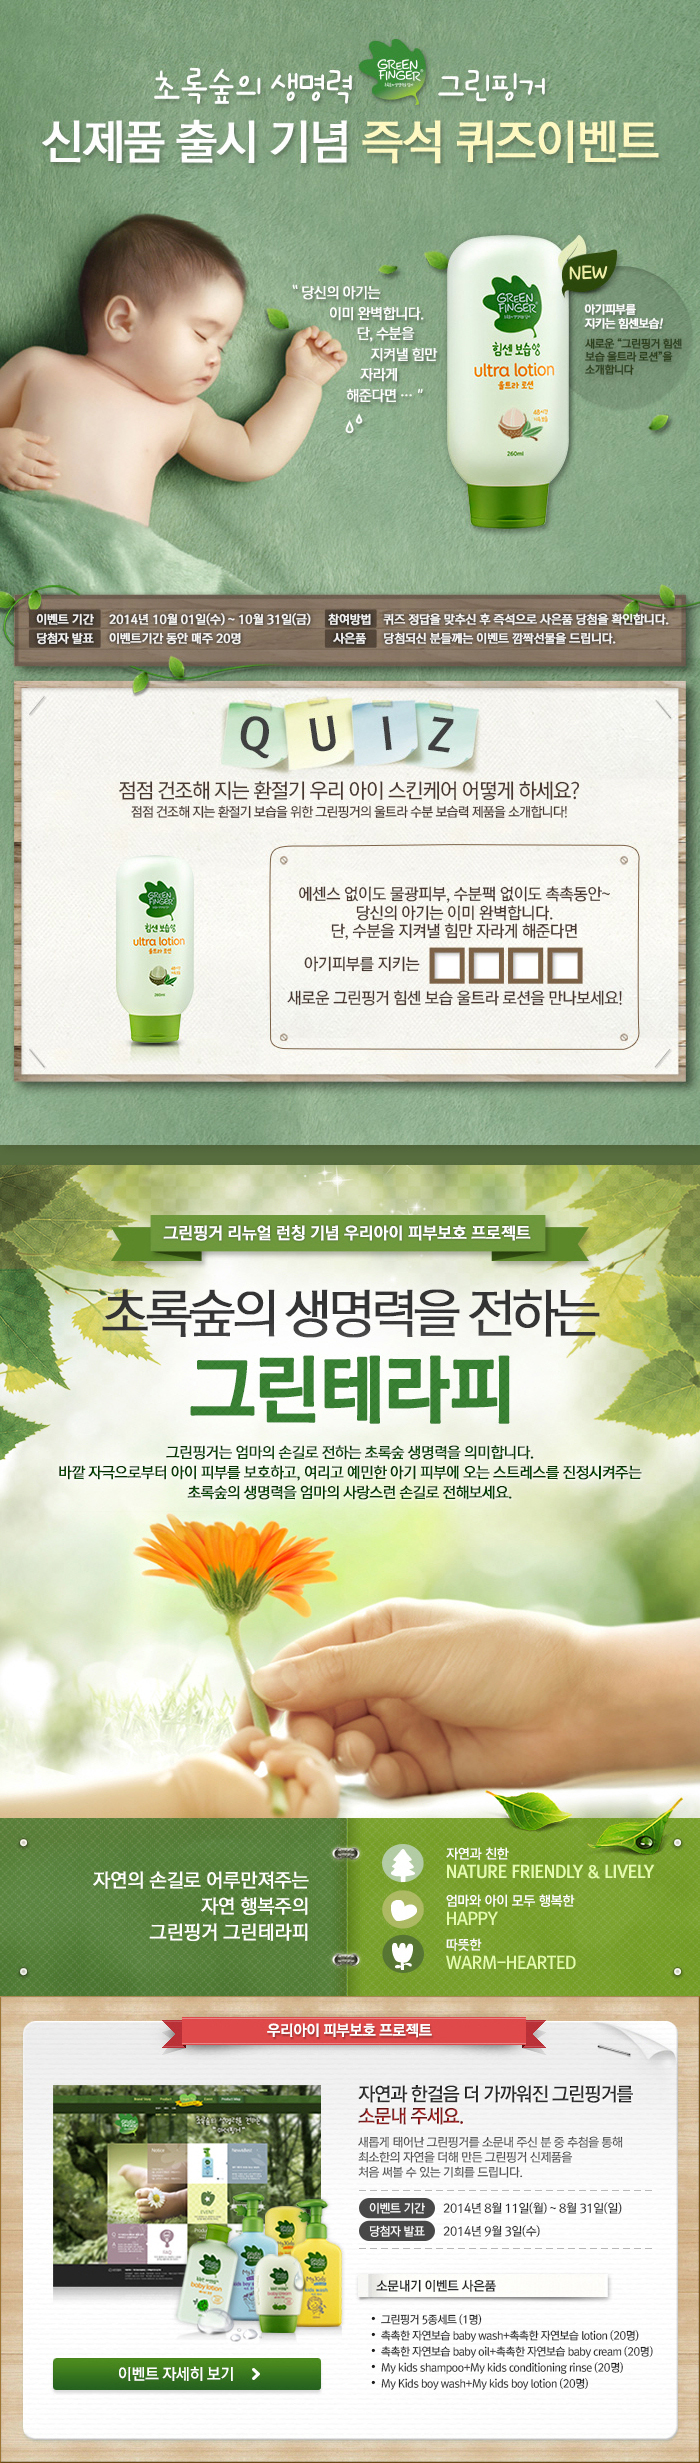 초록숲의 생명력 GREEN FINGER 그린핑거
신제품 출시 기념 즉석 퀴즈이벤트
" 당신의 아기는
이미 완벽합니다.
단, 수분을
지켜낼 힘만
자라게
해준다면 ··· "
GREEN
FINGER
힘센 보습양
ultra lotion
울트라 로션
260ml
NEW
아기피부를
지키는 힘센보습!
새로운 "그린핑거 힘센
보습 울트라 로션"을
소개합니다
이벤트 기간 2014년 10월 01일(수) ~ 10월 31일(금) 참여방법 퀴즈 정답을 맞추신 후 즉석으로 사은품 당첨을 확인합니다.
당첨자 발표 이벤트기간 동안 매주 20명 사은품 당첨되신 분들께는 이벤트 깜짝선물을 드립니다.
QUIZ
점점 건조해 지는 환절기 우리 아이 스킨케어 어떻게 하세요?
점점 건조해 지는 환절기 보습을 위한 그린핑거의 울트라 수분 보습력 제품을 소개합니다!
GREEN
FINGER
힘센 보습양
ultra lotion
울트라 로션
260ml
에센스 없이도 물광피부, 수분팩 없이도 촉촉동안~
당신의 아기는 이미 완벽합니다.
단, 수분을 지켜낼 힘만 자라게 해준다면
아기피부를 지키는 □□□□
새로운 그린핑거 힘센 보습 울트라 로션을 만나보세요!
그린핑거 리뉴얼 런칭 기념 우리아이 피부보호 프로젝트
초록숲의 생명력을 전하는
그린테라피
그린핑거는 엄마의 손길로 전하는 초록숲 생명력을 의미합니다.
바깥 자극으로부터 아이 피부를 보호하고, 여리고 예민한 아기 피부에 오는 스트레스를 진정시켜주는
초록숲의 생명력을 엄마의 사랑스런 손길로 전해보세요.
자연의 손길로 어루만져주는
자연 행복주의
그린핑거 그린테라피
자연과 친한
NATURE FRIENDLY & LIVELY
엄마와 아이 모두 행복한
HAPPY
따뜻한
WARM-HEARTED
우리아이 피부보호 프로젝트
자연과 한걸음 더 가까워진 그린핑거를
소문내 주세요.
새롭게 태어난 그린핑거를 소문내 주신 분 중 추첨을 통해
최소한의 자연을 더해 만든 그린핑거 신제품을
처음 써볼 수 있는 기회를 드립니다.
이벤트 기간 2014년 8월 11일(월) ~ 8월 31일(일)
당첨자 발표 2014년 9월 3일(수)
소문내기 이벤트 사은품
• 그린핑거 5종세트 (1명)
• 촉촉한 자연보습 baby wash+촉촉한 자연보습 lotion (20명)
• 촉촉한 자연보습 baby oil+촉촉한 자연보습 baby cream (20명)
• My kids shampoo+My kids conditioning rinse (20명)
• My Kids boy wash+My kids boy lotion (20명)
이벤트 자세히 보기 >